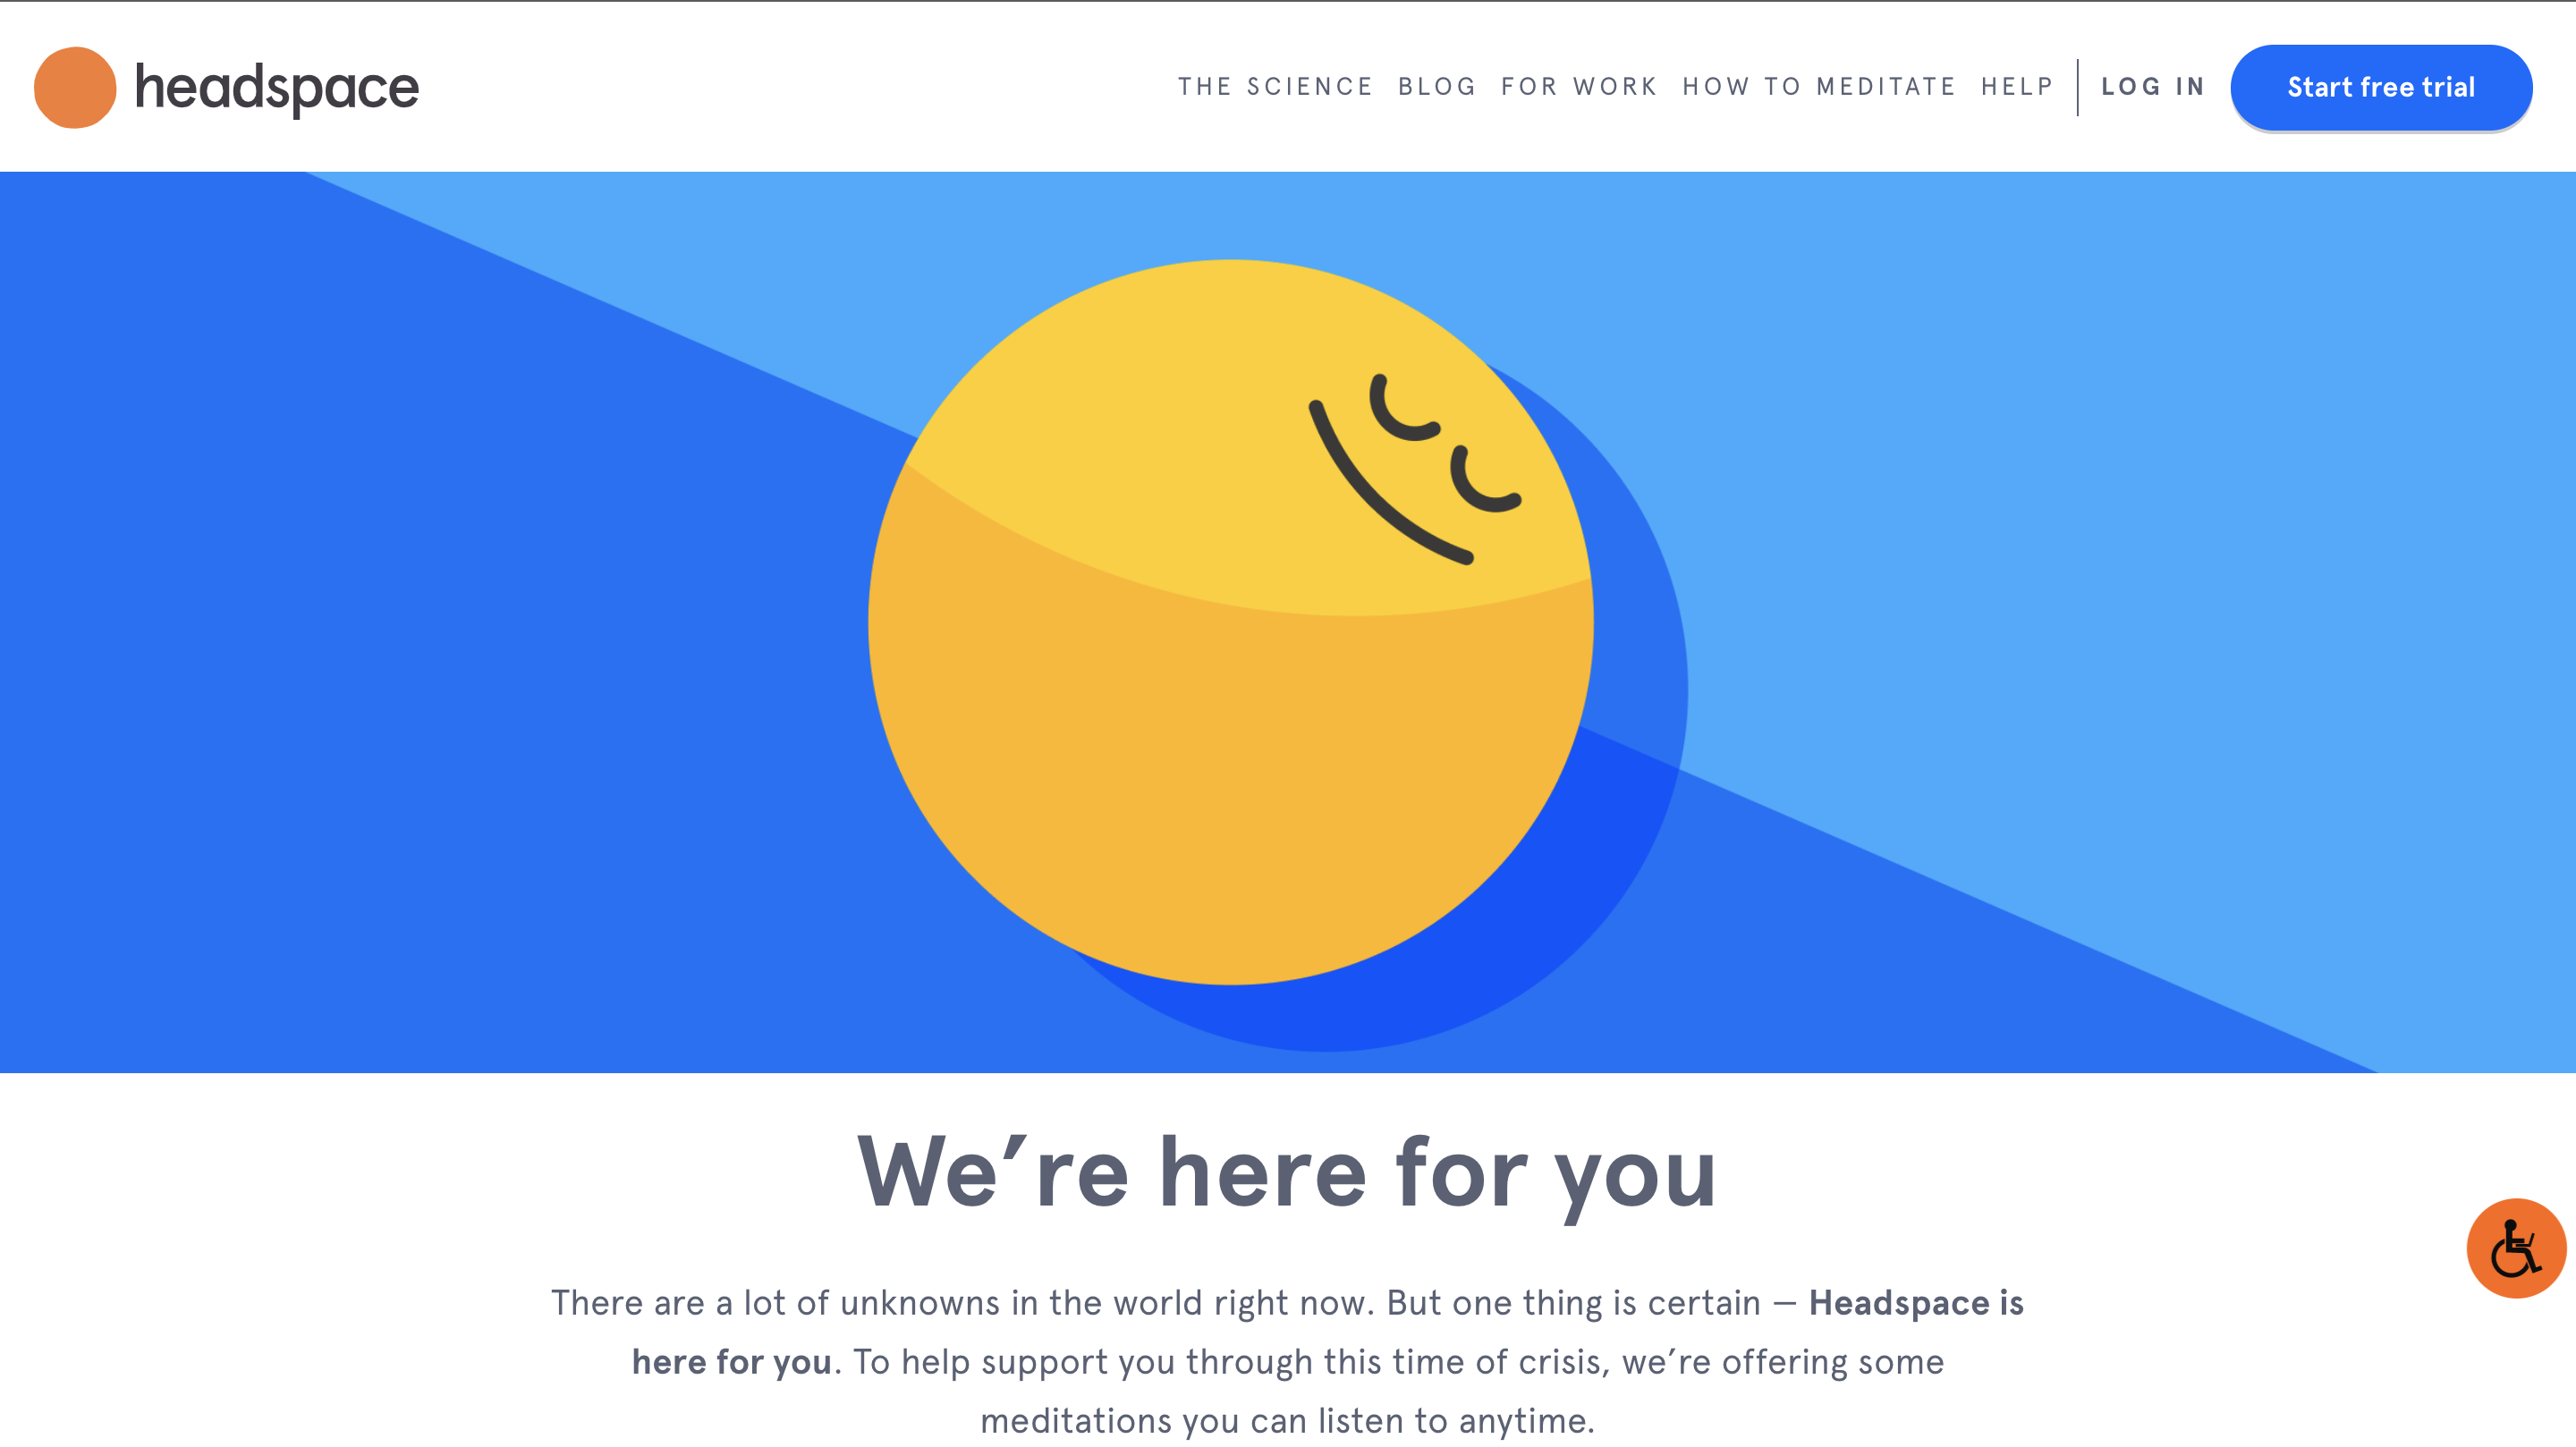 headspace
THE SCIENCE BLOG FOR WORK HOW TO MEDITATE HELP LOG IN Start free trial
We’re here for you
There are a lot of unknowns in the world right now. But one thing is certain — Headspace is
here for you. To help support you through this time of crisis, we’re offering some
meditations you can listen to anytime.